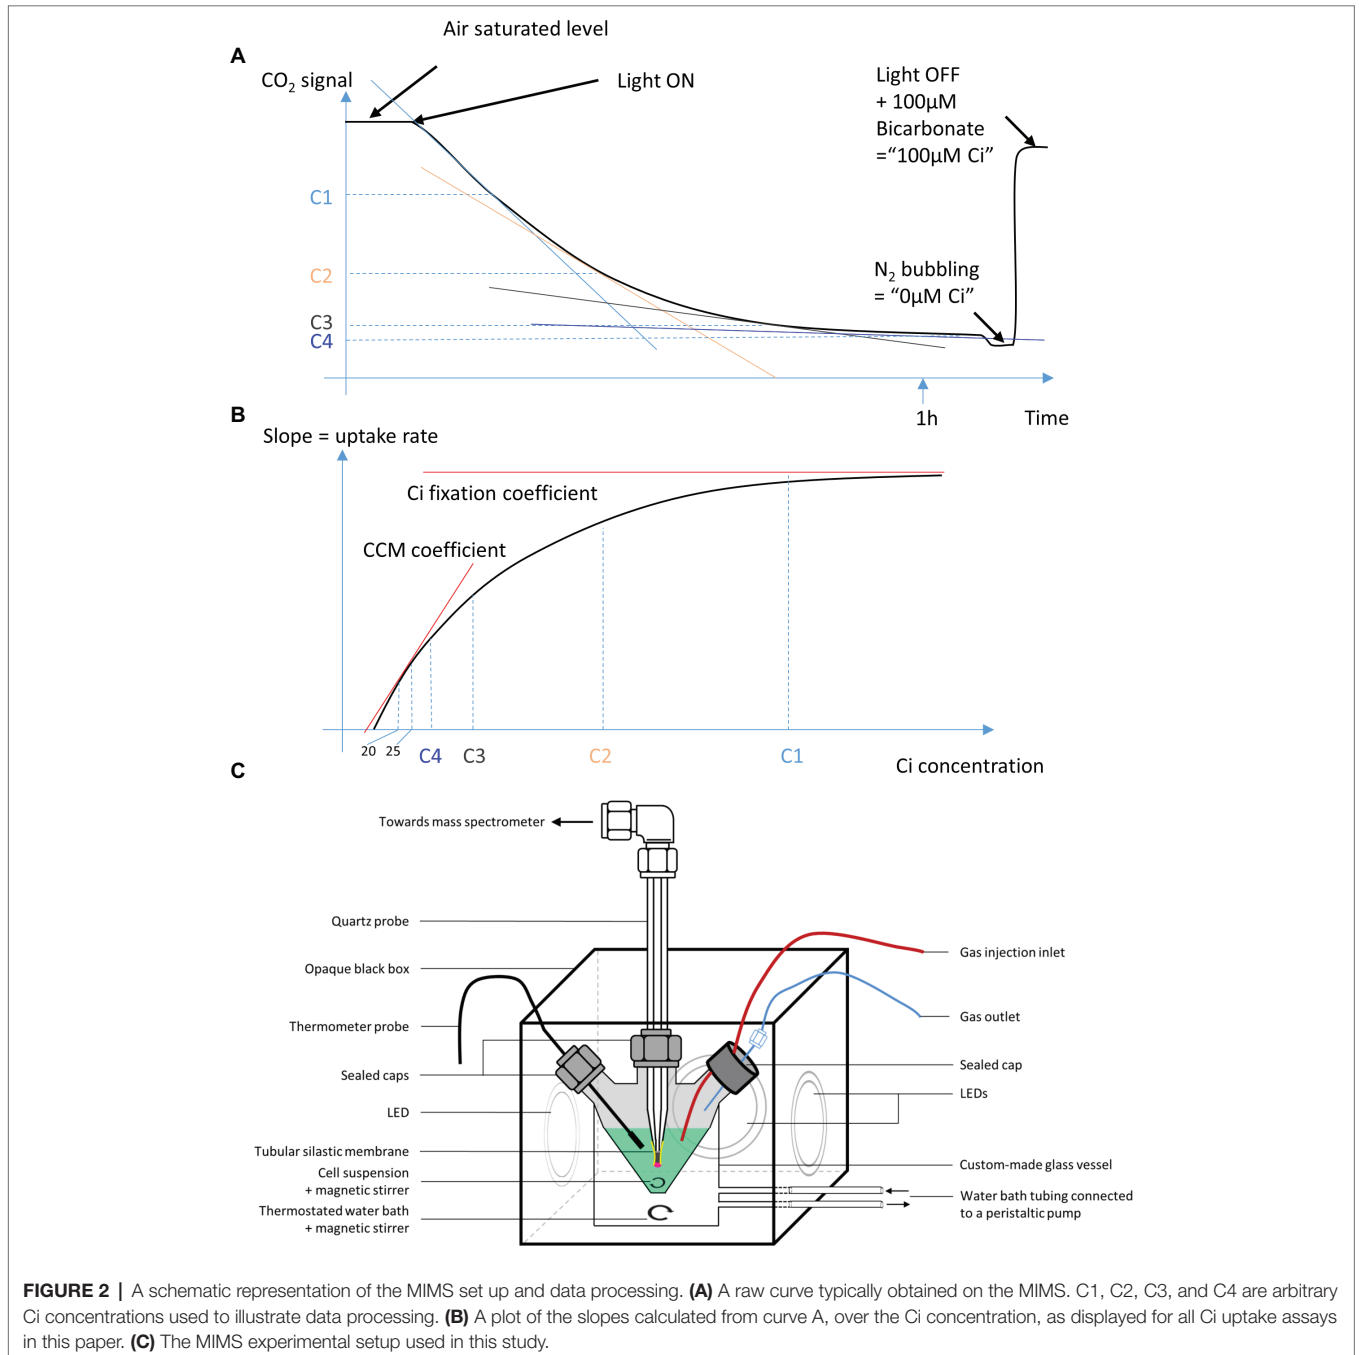 A
Air saturated level
CO2 signal
Light ON
Light OFF
+ 100µM
Bicarbonate
="100µM Ci"
C1
C2
C3
C4
N2 bubbling
= "0µM Ci"
1h
Time
B
Slope = uptake rate
Ci fixation coefficient
CCM coefficient
20
25
C4
C3
C2
C1
Ci concentration
C
Towards mass spectrometer
Quartz probe
Opaque black box
Thermometer probe
Sealed caps
LED
Tubular silastic membrane
Cell suspension
+ magnetic stirrer
Thermostated water bath
+ magnetic stirrer
Gas injection inlet
Gas outlet
Sealed cap
LEDs
Custom-made glass vessel
Water bath tubing connected
to a peristaltic pump
FIGURE 2 | A schematic representation of the MIMS set up and data processing. (A) A raw curve typically obtained on the MIMS. C1, C2, C3, and C4 are arbitrary
Ci concentrations used to illustrate data processing. (B) A plot of the slopes calculated from curve A, over the Ci concentration, as displayed for all Ci uptake assays
in this paper. (C) The MIMS experimental setup used in this study.